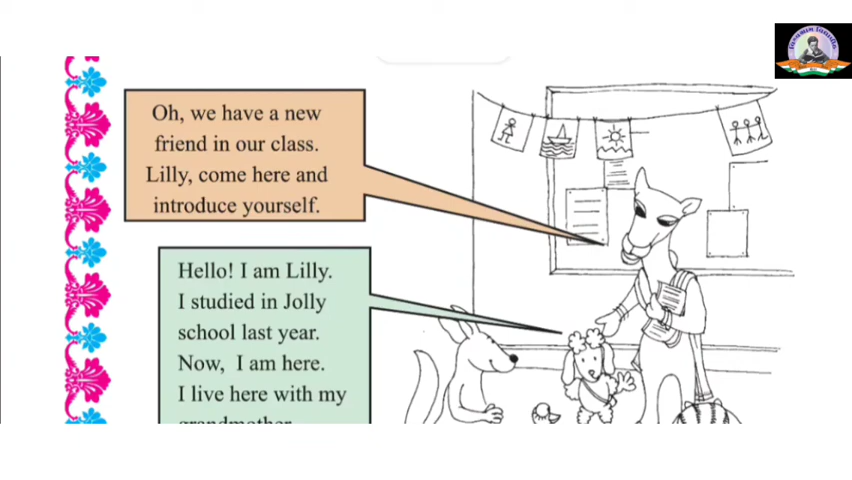 Oh, we have a new
friend in our class.
Lilly, come here and
introduce yourself.
Hello! I am Lilly.
I studied in Jolly
school last year.
Now, I am here.
I live here with my